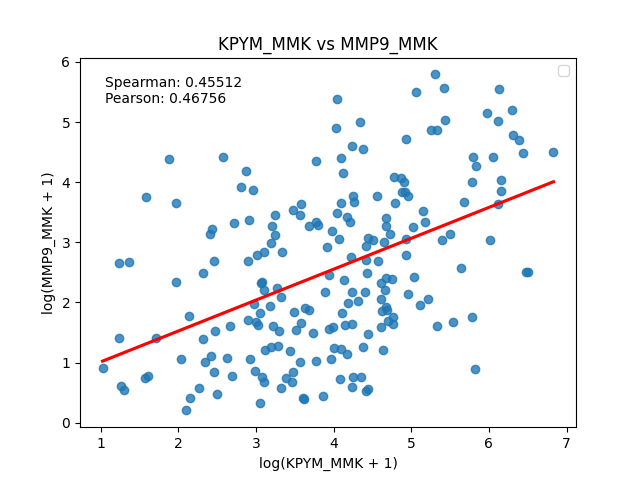 KPYM_MMK vs MMP9_MMK
Spearman: 0.45512
Pearson: 0.46756
log(MMP9_MMK + 1)
6
5
4
3
2
1
0
1 2 3 4 5 6 7
log(KPYM_MMK + 1)